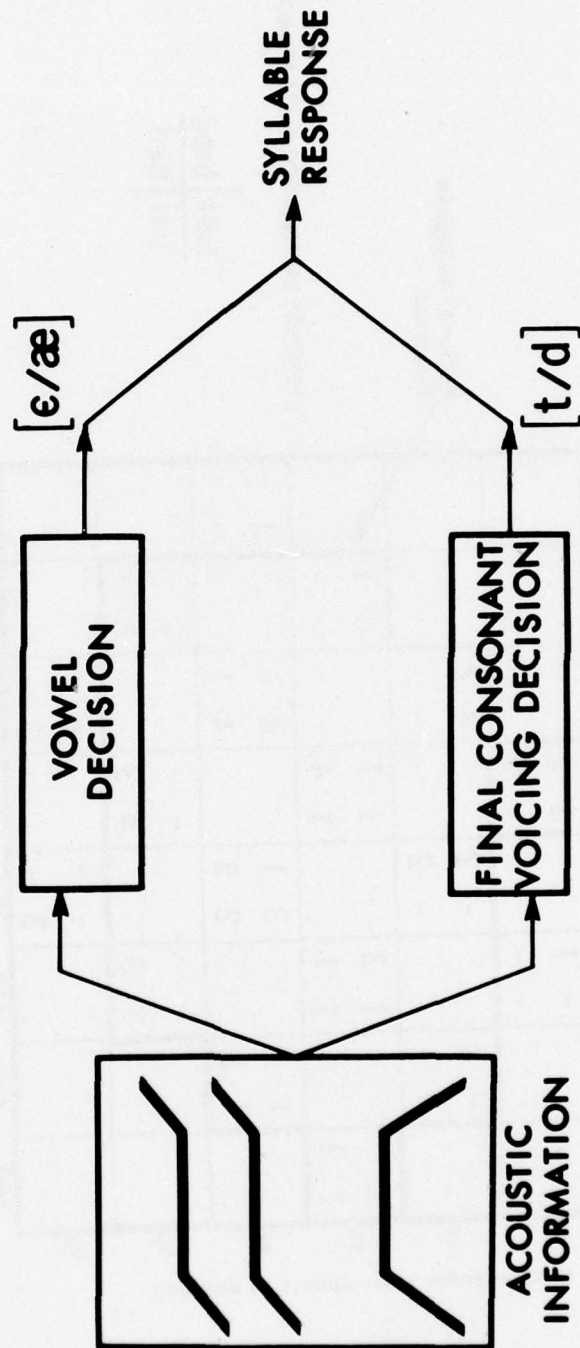 ACOUSTIC
INFORMATION
VOWEL
DECISION
[ϵ/æ]
FINAL CONSONANT
VOICING DECISION
[t/d]
SYLLABLE
RESPONSE